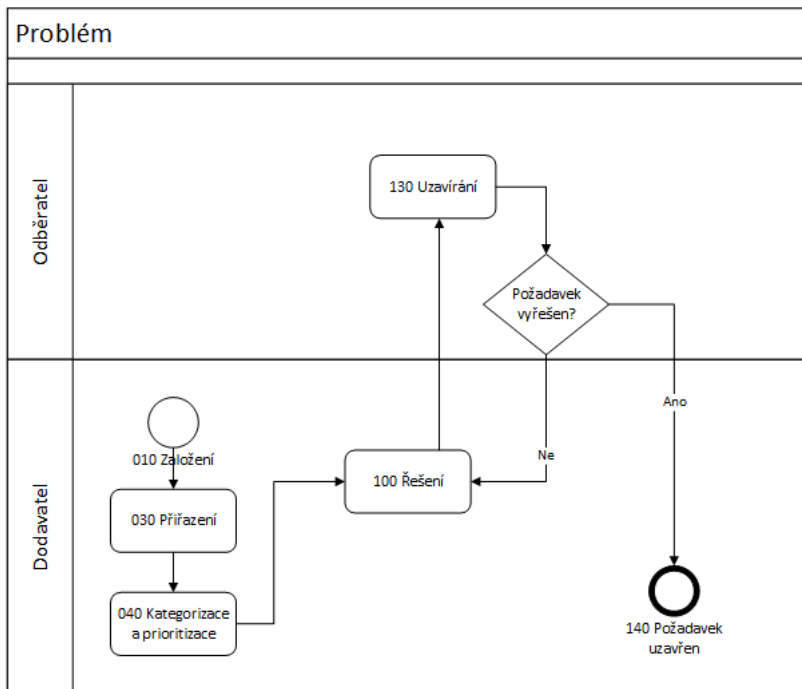 Problém
Odběratel
130 Uzavírání
Požadavek
vyřešen?
Ano
Ne
Dodavatel
010 Založení
030 Přiřazení
040 Kategorizace
a prioritizace
100 Řešení
140 Požadavek
uzavřen